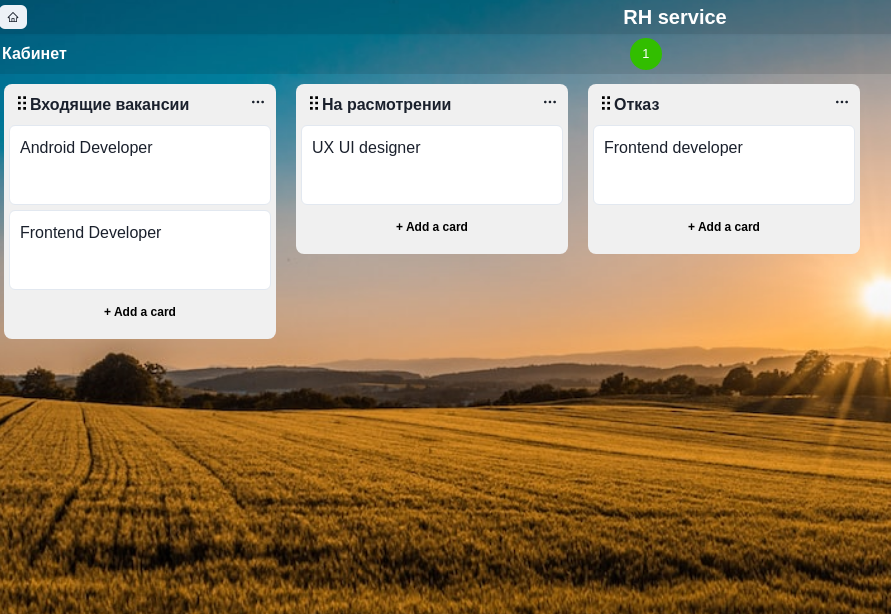 RH service
Кабинет
1
Входящие вакансии
Android Developer
Frontend Developer
+ Add a card
На расмотрении
UX UI designer
+ Add a card
Отказ
Frontend developer
+ Add a card